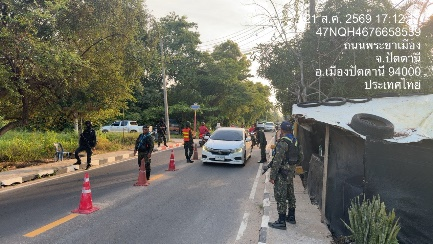 21 ส.ค. 2569 17:12
47NQH4676658539
ถนนพระยาเมือง
จ.ปัตตานี
อ.เมืองปัตตานี 94000
ประเทศไทย